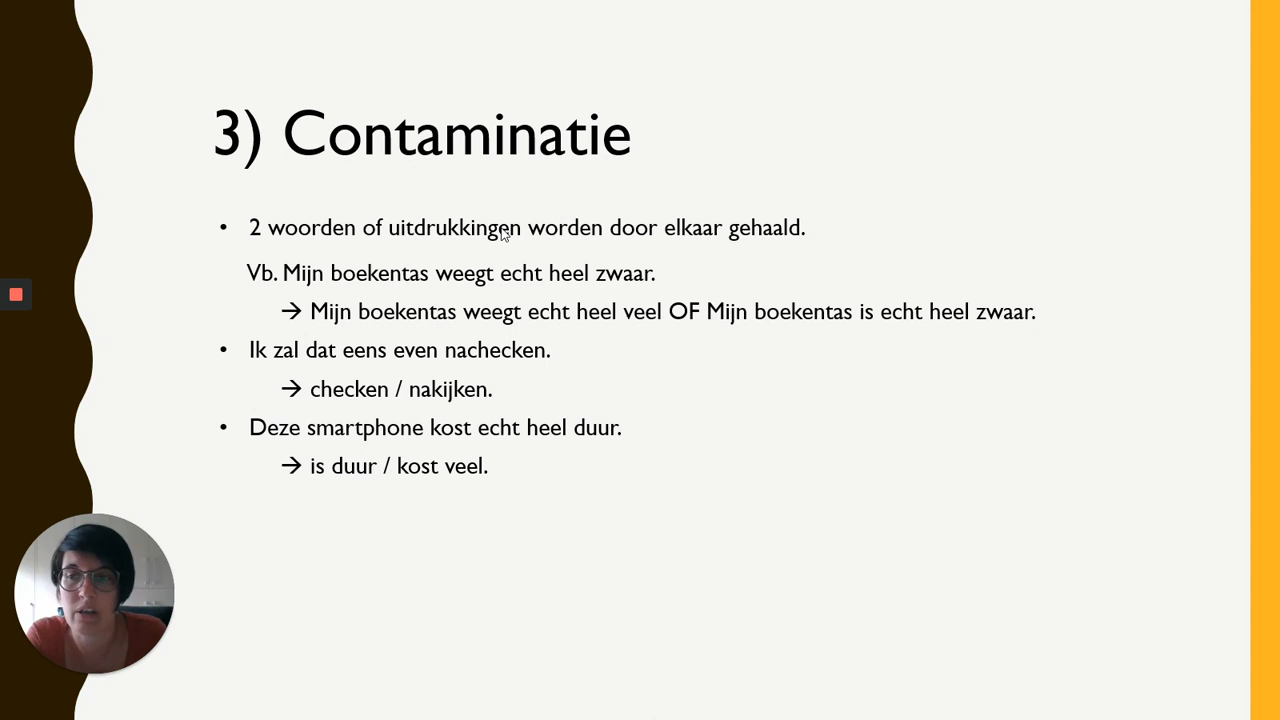 3) Contaminatie
• 2 woorden of uitdrukkingen worden door elkaar gehaald.
Vb. Mijn boekentas weegt echt heel zwaar.
→ Mijn boekentas weegt echt heel veel OF Mijn boekentas is echt heel zwaar.
• Ik zal dat eens even nachecken.
→ checken / nakijken.
• Deze smartphone kost echt heel duur.
→ is duur / kost veel.